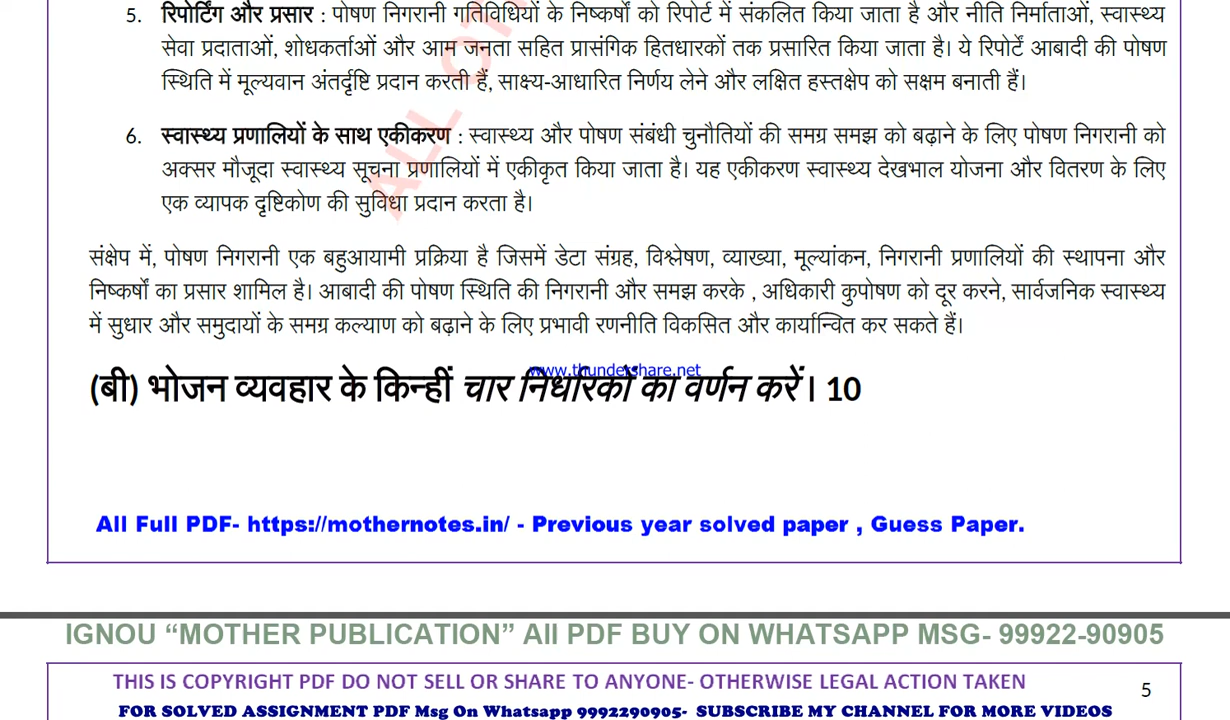 5. रिपोर्टिंग और प्रसार : पोषण निगरानी गतिविधियों के निष्कर्षों को रिपोर्ट में संकलित किया जाता है और नीति निर्माताओं, स्वास्थ्य
सेवा प्रदाताओं, शोधकर्ताओं और आम जनता सहित प्रासंगिक हितधारकों तक प्रसारित किया जाता है। ये रिपोर्टें आबादी की पोषण
स्थिति में मूल्यवान अंतर्दृष्टि प्रदान करती हैं, साक्ष्य-आधारित निर्णय लेने और लक्षित हस्तक्षेप को सक्षम बनाती हैं।
6. स्वास्थ्य प्रणालियों के साथ एकीकरण : स्वास्थ्य और पोषण संबंधी चुनौतियों की समग्र समझ को बढ़ाने के लिए पोषण निगरानी को
अक्सर मौजूदा स्वास्थ्य सूचना प्रणालियों में एकीकृत किया जाता है। यह एकीकरण स्वास्थ्य देखभाल योजना और वितरण के लिए
एक व्यापक दृष्टिकोण की सुविधा प्रदान करता है।
ALL OT
संक्षेप में, पोषण निगरानी एक बहुआयामी प्रक्रिया है जिसमें डेटा संग्रह, विश्लेषण, व्याख्या, मूल्यांकन, निगरानी प्रणालियों की स्थापना और
निष्कर्षों का प्रसार शामिल है। आबादी की पोषण स्थिति की निगरानी और समझ करके , अधिकारी कुपोषण को दूर करने, सार्वजनिक स्वास्थ्य
में सुधार और समुदायों के समग्र कल्याण को बढ़ाने के लिए प्रभावी रणनीति विकसित और कार्यान्वित कर सकते हैं।
www.thundershare.net
(बी) भोजन व्यवहार के किन्हीं चार निर्धारकों का वर्णन करें। 10
All Full PDF- https://mothernotes.in/ - Previous year solved paper , Guess Paper.
IGNOU “MOTHER PUBLICATION” All PDF BUY ON WHATSAPP MSG- 99922-90905
THIS IS COPYRIGHT PDF DO NOT SELL OR SHARE TO ANYONE- OTHERWISE LEGAL ACTION TAKEN
5
FOR SOLVED ASSIGNMENT PDF Msg On Whatsapp 9992290905- SUBSCRIBE MY CHANNEL FOR MORE VIDEOS